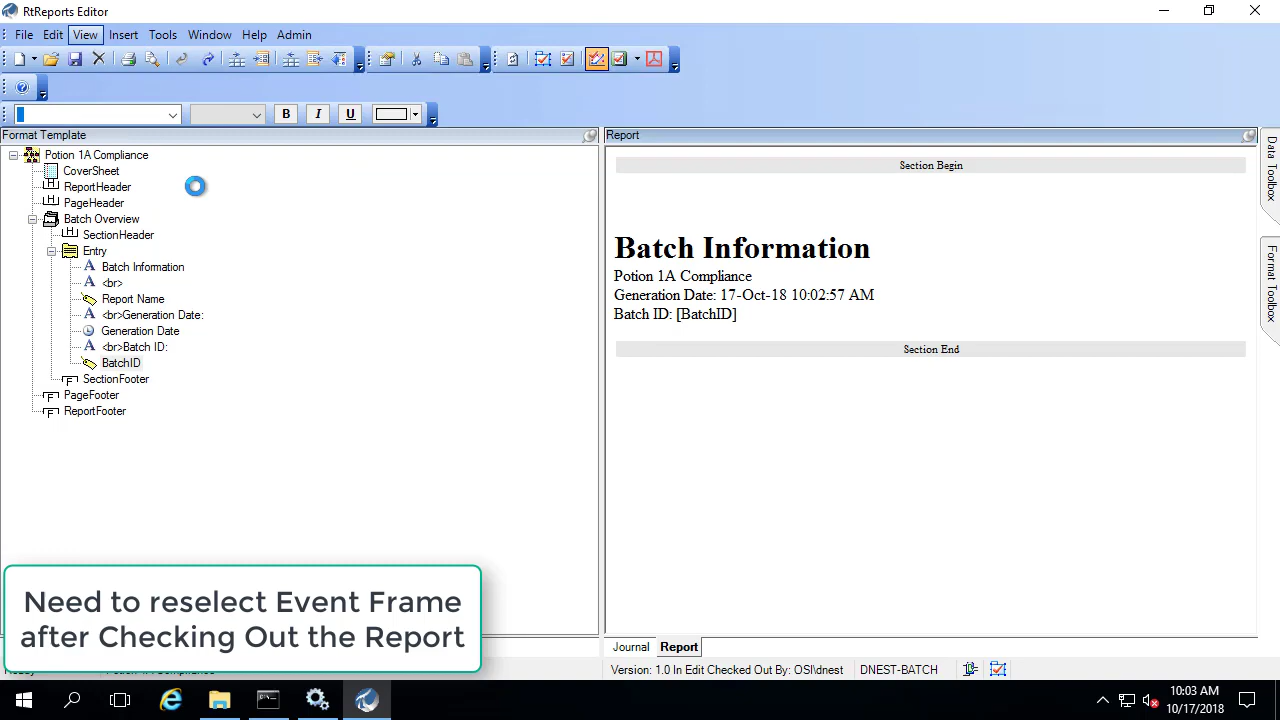 RtReports Editor
File Edit View Insert Tools Window Help Admin
B I U
Format Template
Report
Potion 1A Compliance
CoverSheet
ReportHeader
PageHeader
Batch Overview
SectionHeader
Entry
Batch Information
<br>
Report Name
<br>Generation Date:
Generation Date
<br>Batch ID:
BatchID
SectionFooter
PageFooter
ReportFooter
Section Begin
Batch Information
Potion 1A Compliance
Generation Date: 17-Oct-18 10:02:57 AM
Batch ID: [BatchID]
Section End
Data Toolbox
Format Toolbox
Need to reselect Event Frame
after Checking Out the Report
Journal Report
Version: 1.0 In Edit Checked Out By: OSI\dnest DNEST-BATCH
10:03 AM
10/17/2018